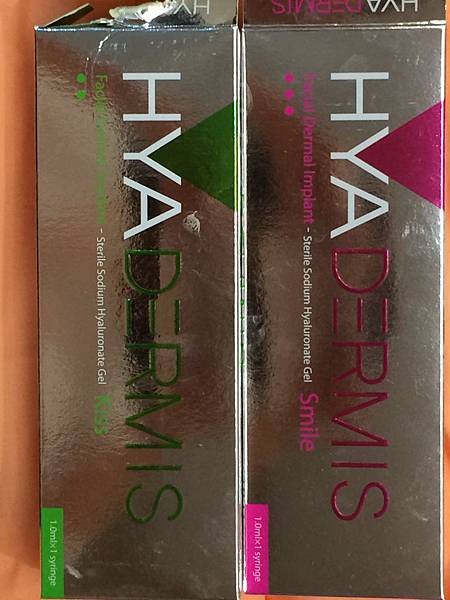 HYADERMIS
HYADERMIS
HYADERMIS
Facial Dermal Implant - Sterile Sodium Hyaluronate Gel Kiss
1.0ml×1 syringe
HYADERMIS
Facial Dermal Implant - Sterile Sodium Hyaluronate Gel Smile
1.0ml×1 syringe